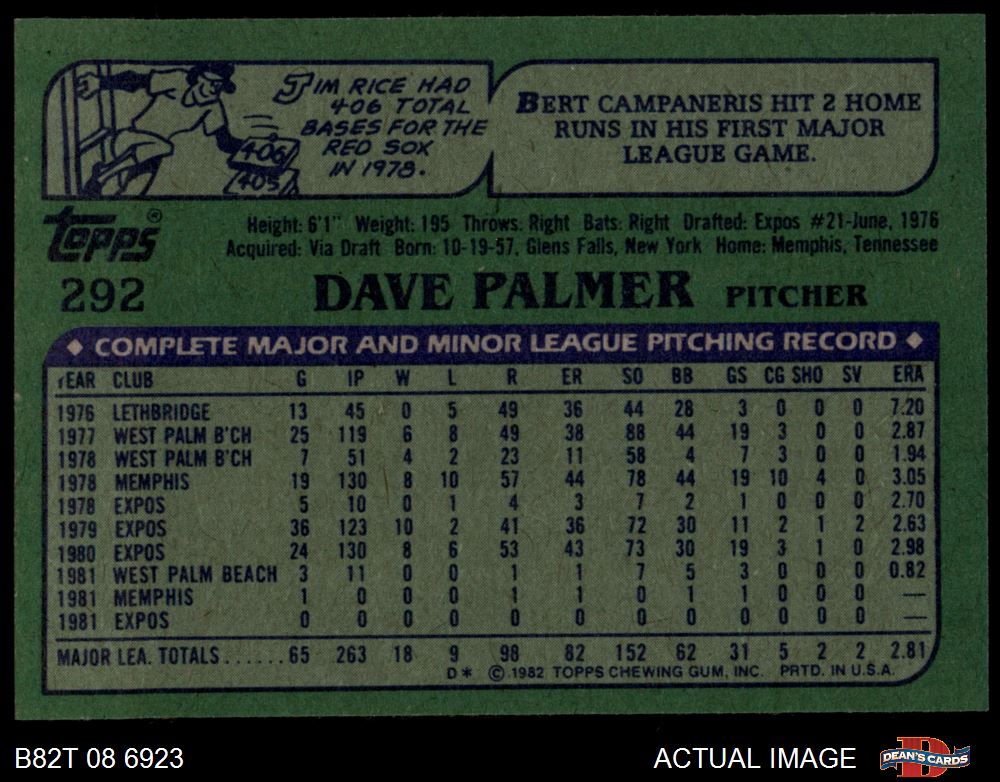 JIM RICE HAD
406 TOTAL
BASES FOR THE
RED SOX
IN 1978.
406
405
BERT CAMPANERIS HIT 2 HOME
RUNS IN HIS FIRST MAJOR
LEAGUE GAME.
Topps®
292
Height: 6'1" Weight: 195 Throws: Right Bats: Right Drafted: Expos #21-June, 1976
Acquired: Via Draft Born: 10-19-57, Glens Falls, New York Home: Memphis, Tennessee
DAVE PALMER PITCHER
◆ COMPLETE MAJOR AND MINOR LEAGUE PITCHING RECORD ◆
YEAR CLUB G IP W L R ER SO BB GS CG SHO SV ERA
1976 LETHBRIDGE 13 45 0 5 49 36 44 28 3 0 0 0 7.20
1977 WEST PALM B'CH 25 119 6 8 49 38 88 44 19 3 0 0 2.87
1978 WEST PALM B'CH 7 51 4 2 23 11 58 4 7 3 0 0 1.94
1978 MEMPHIS 19 130 8 10 57 44 78 44 19 10 4 0 3.05
1978 EXPOS 5 10 0 1 4 3 7 2 1 0 0 0 2.70
1979 EXPOS 36 123 10 2 41 36 72 30 11 2 1 2 2.63
1980 EXPOS 24 130 8 6 53 43 73 30 19 3 1 0 2.98
1981 WEST PALM BEACH 3 11 0 0 1 1 7 5 3 0 0 0 0.82
1981 MEMPHIS 1 0 0 0 1 1 0 1 1 0 0 0 —
1981 EXPOS 0 0 0 0 0 0 0 0 0 0 0 0 —
MAJOR LEA. TOTALS......65 263 18 9 98 82 152 62 31 5 2 2 2.81
D* © 1982 TOPPS CHEWING GUM, INC. PRTD. IN U.S.A.
B82T 08 6923
ACTUAL IMAGE
DEAN'S CARDS